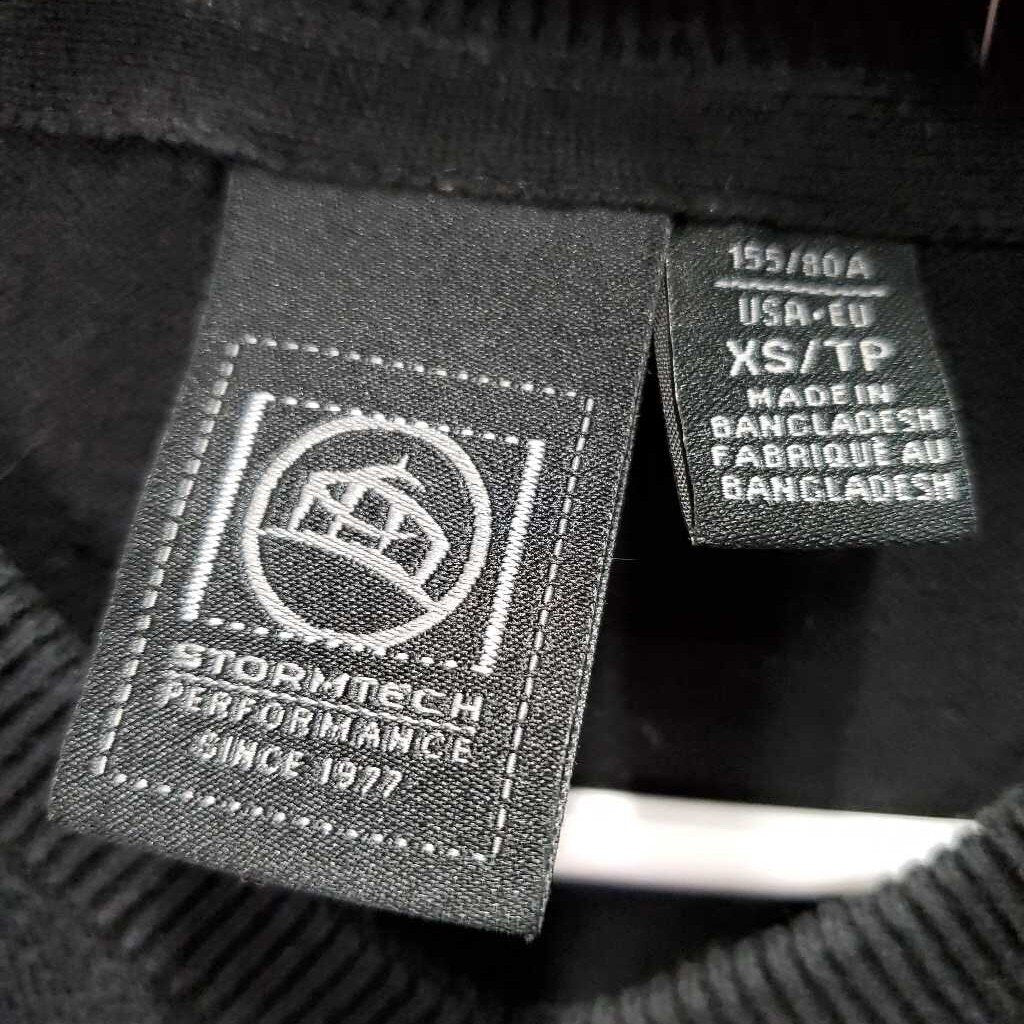 STORMTECH
PERFORMANCE
SINCE 1977
155/80A
USA·EU
XS/TP
MADE IN
BANGLADESH
FABRIQUÉ AU
BANGLADESH